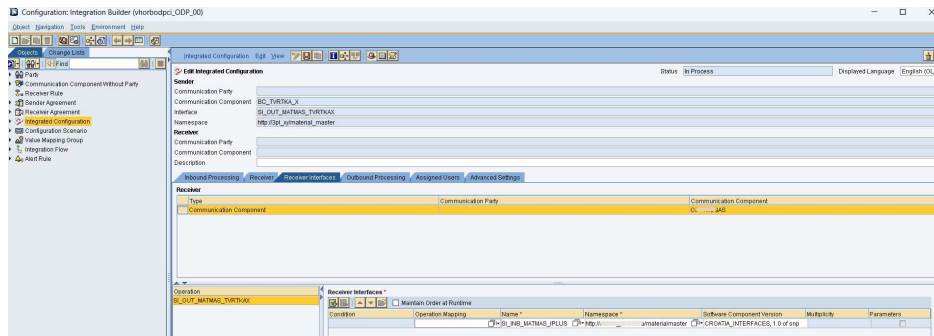 Configuration: Integration Builder (vhorbodpci_ODP_00)
Object Navigation Tools Environment Help
Objects Change Lists
Find
Party
Communication Component Without Party
Receiver Rule
Sender Agreement
Receiver Agreement
Integrated Configuration
Configuration Scenario
Value Mapping Group
Integration Flow
Alert Rule
Integrated Configuration Edit View
Edit Integrated Configuration Status In Process Displayed Language English (OL
Sender
Communication Party
Communication Component BC_TVRTKA_X
Interface SI_OUT_MATMAS_TVRTKAX
Namespace http://3pl_xy/material_master
Receiver
Communication Party
Communication Component
Description
Inbound Processing Receiver Receiver Interfaces Outbound Processing Assigned Users Advanced Settings
Receiver
Type Communication Party Communication Component
Communication Component
Operation
SI_OUT_MATMAS_TVRTKAX
Receiver Interfaces *
Maintain Order at Runtime
Condition Operation Mapping Name * Namespace * Software Component Version Multiplicity Parameters
SI_INB_MATMAS_IPLUS http:// /materialmaster CROATIA_INTERFACES, 1.0 of snp